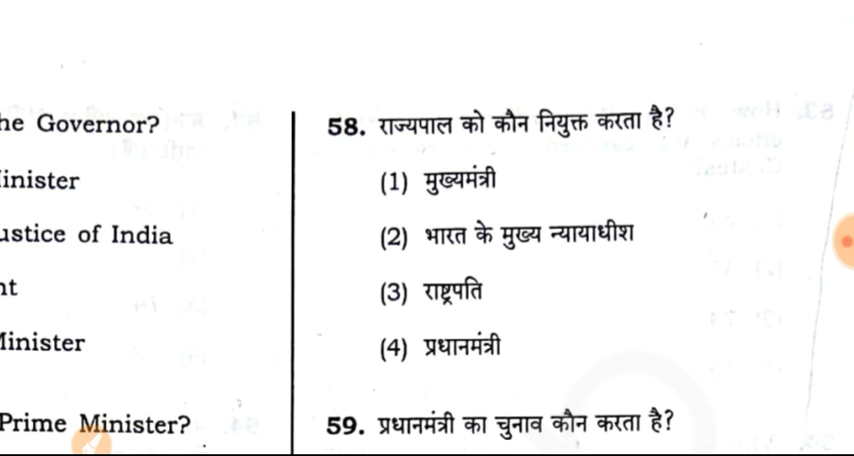 he Governor?
inister
ustice of India
nt
Minister
Prime Minister?
58. राज्यपाल को कौन नियुक्त करता है?
(1) मुख्यमंत्री
(2) भारत के मुख्य न्यायाधीश
(3) राष्ट्रपति
(4) प्रधानमंत्री
59. प्रधानमंत्री का चुनाव कौन करता है?